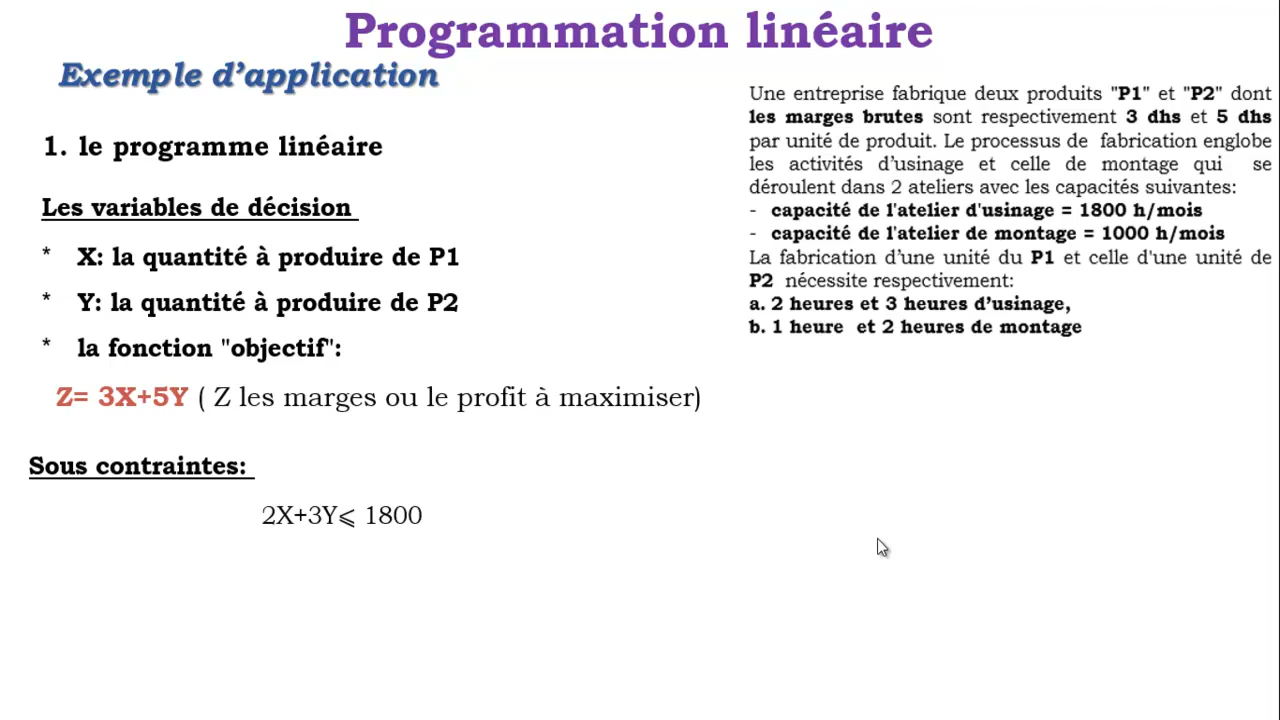 Programmation linéaire
Exemple d’application
1. le programme linéaire
Les variables de décision
* X: la quantité à produire de P1
* Y: la quantité à produire de P2
* la fonction "objectif":
Z= 3X+5Y ( Z les marges ou le profit à maximiser)
Sous contraintes:
2X+3Y⩽ 1800
Une entreprise fabrique deux produits "P1" et "P2" dont
les marges brutes sont respectivement 3 dhs et 5 dhs
par unité de produit. Le processus de fabrication englobe
les activités d’usinage et celle de montage qui se
déroulent dans 2 ateliers avec les capacités suivantes:
- capacité de l'atelier d'usinage = 1800 h/mois
- capacité de l'atelier de montage = 1000 h/mois
La fabrication d’une unité du P1 et celle d'une unité de
P2 nécessite respectivement:
a. 2 heures et 3 heures d’usinage,
b. 1 heure et 2 heures de montage